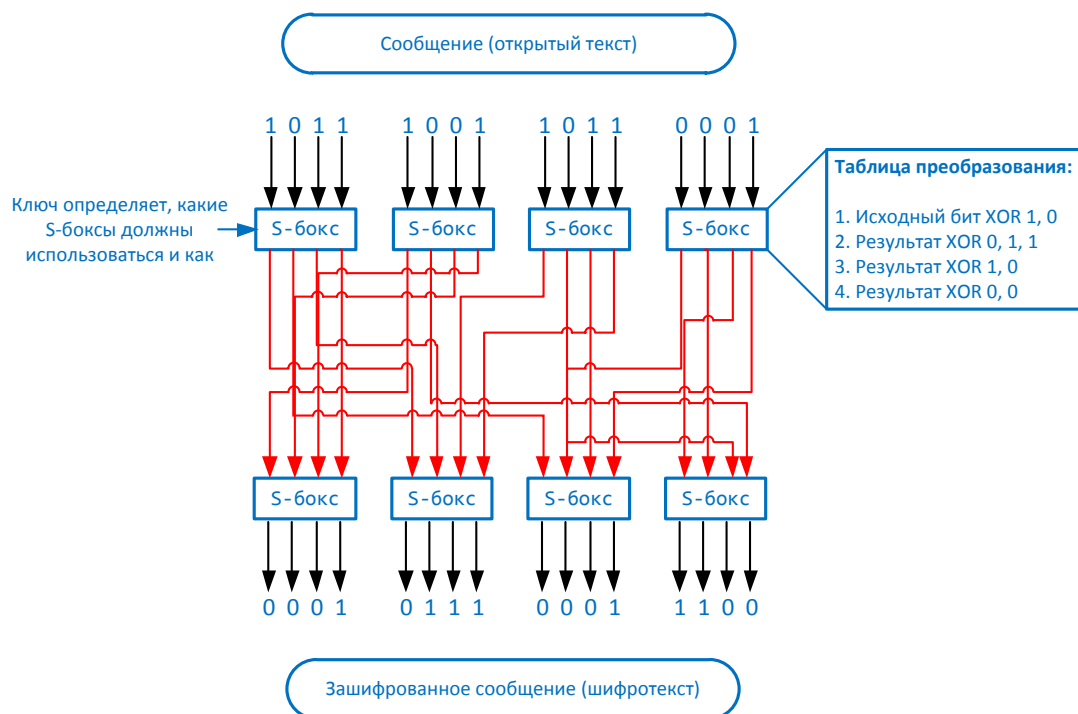 Сообщение (открытый текст)
1 0 1 1 1 0 0 1 1 0 1 1 0 0 0 1
Таблица преобразования:
Ключ определяет, какие
S-боксы должны
использоваться и как
S-бокс S-бокс S-бокс S-бокс
1. Исходный бит XOR 1, 0
2. Результат XOR 0, 1, 1
3. Результат XOR 1, 0
4. Результат XOR 0, 0
S-бокс S-бокс S-бокс S-бокс
0 0 0 1 0 1 1 1 0 0 0 1 1 1 0 0
Зашифрованное сообщение (шифротекст)